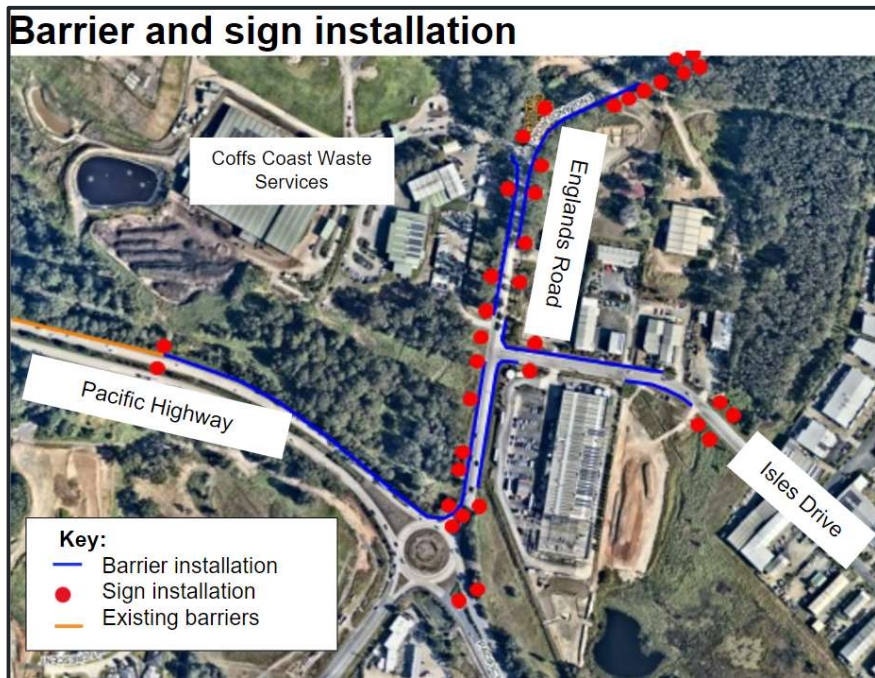 Barrier and sign installation
Coffs Coast Waste
Services
Englands Road
Pacific Highway
Isles Drive
Key:
Barrier installation
Sign installation
Existing barriers